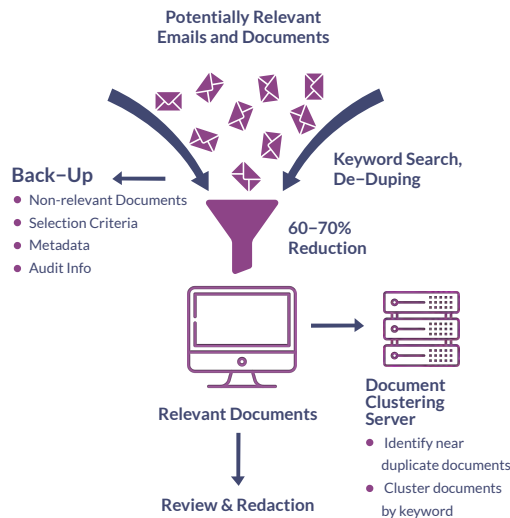 Potentially Relevant
Emails and Documents
Keyword Search,
De–Duping
Back–Up
Non-relevant Documents
Selection Criteria
Metadata
Audit Info
60–70%
Reduction
Relevant Documents
Document
Clustering
Server
Identify near
duplicate documents
Cluster documents
by keyword
Review & Redaction